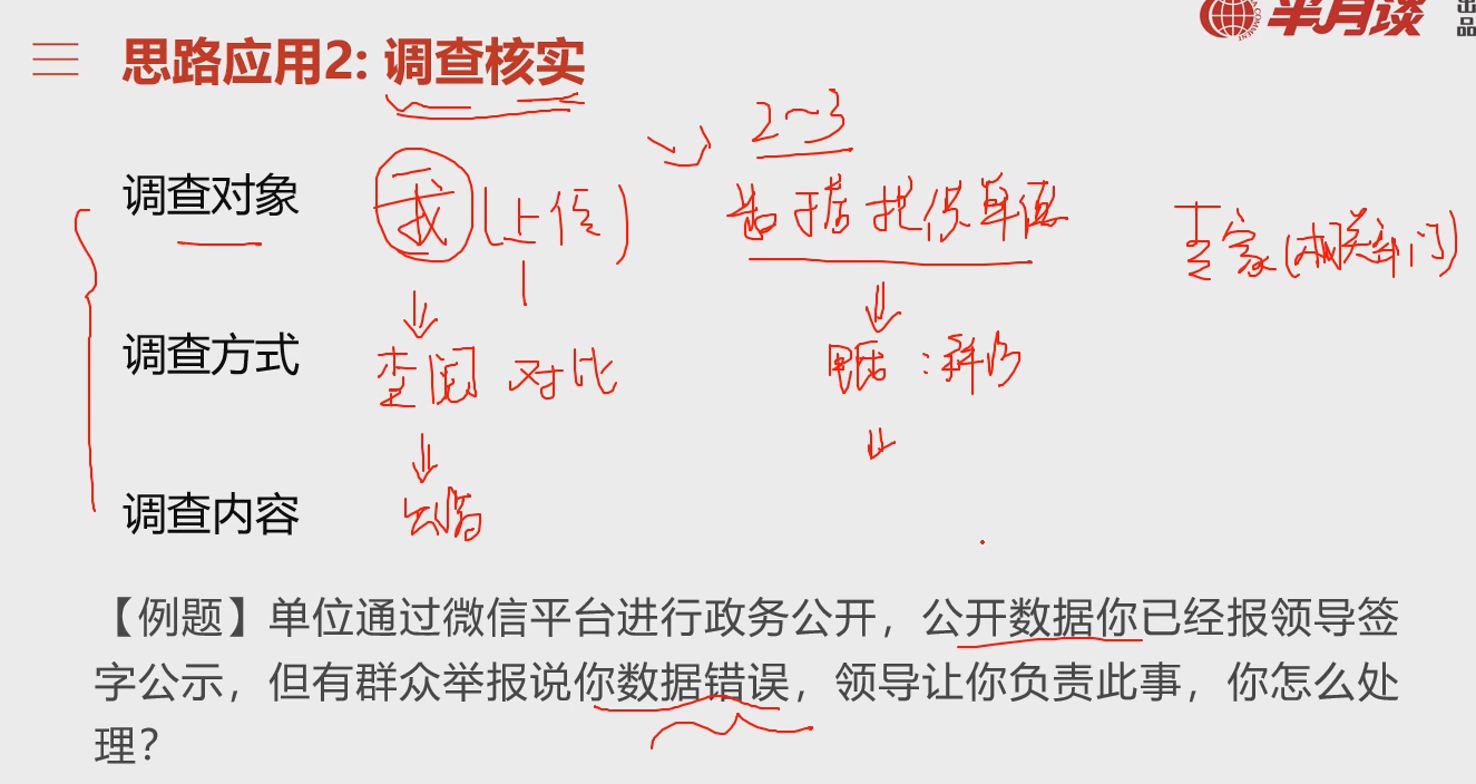 半月谈
出品
思路应用2: 调查核实
2~3
调查对象 我(上传) 数据提供单位 专家(相关部门)
调查方式 查阅 对比 电话:
调查内容
【例题】单位通过微信平台进行政务公开，公开数据你已经报领导签
字公示，但有群众举报说你数据错误，领导让你负责此事，你怎么处
理？